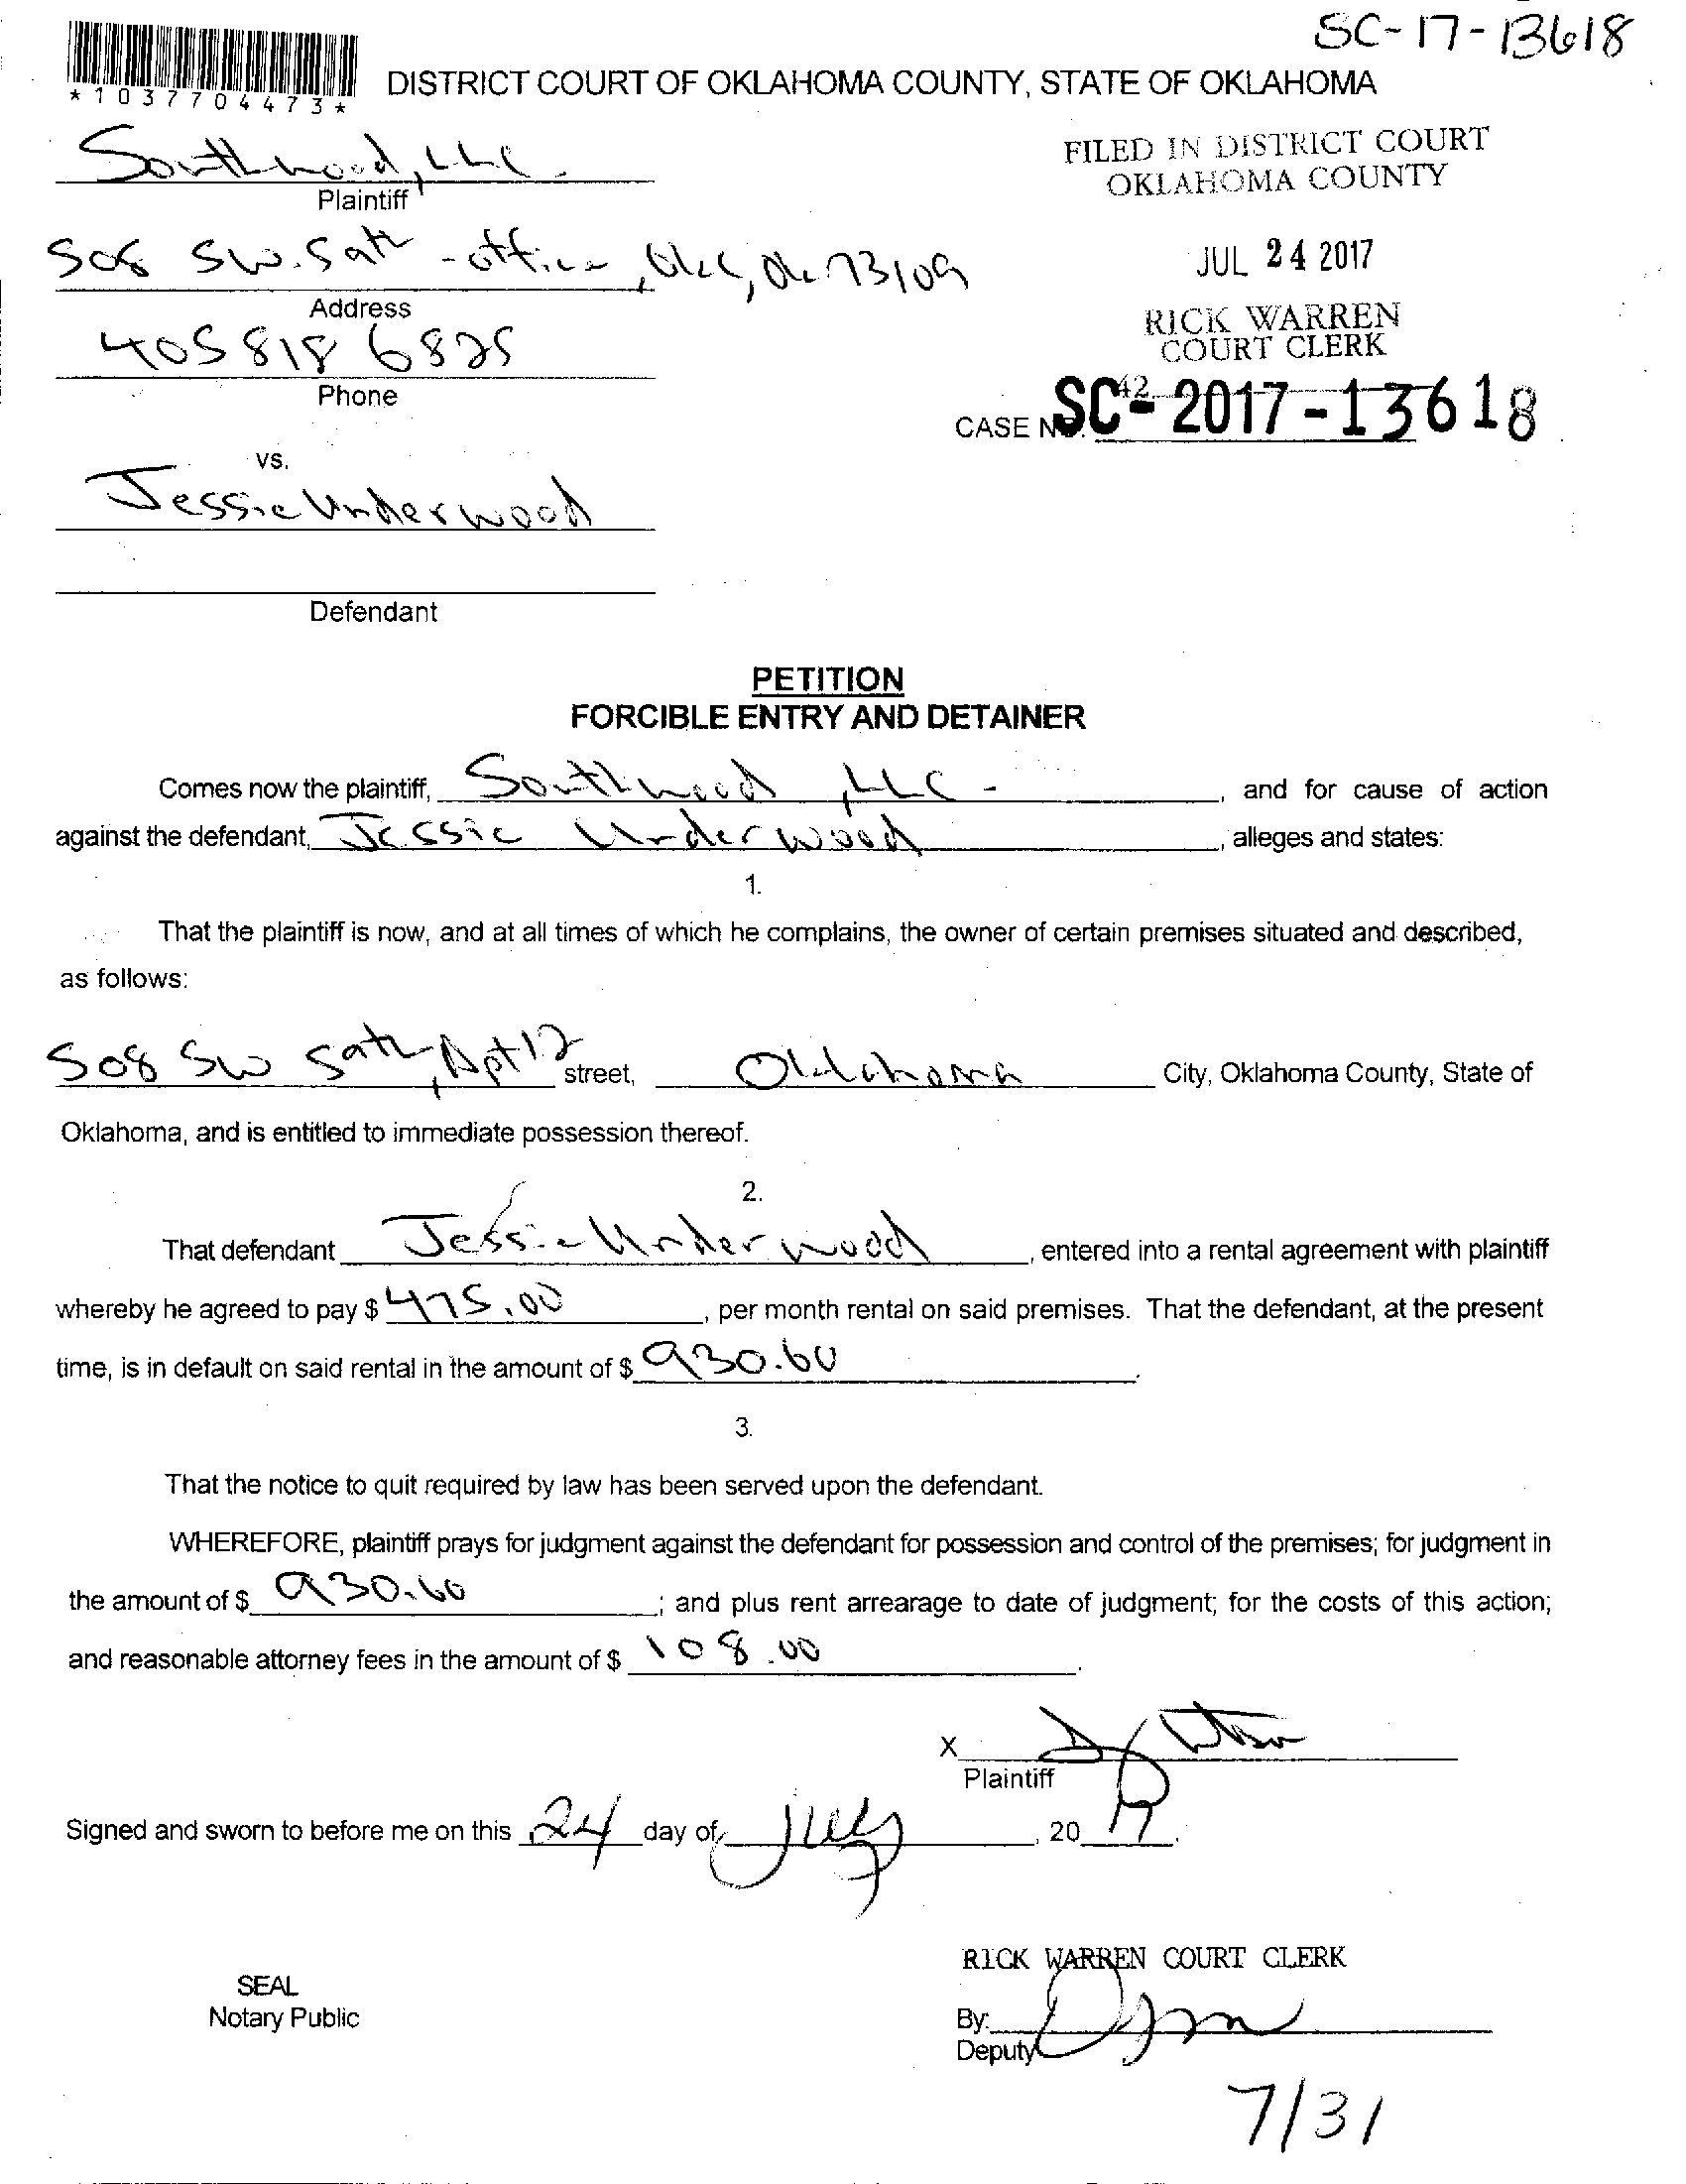 SC-17-13618
*1037704473*
DISTRICT COURT OF OKLAHOMA COUNTY, STATE OF OKLAHOMA
Southwood, LLC.
Plaintiff
FILED IN DISTRICT COURT
OKLAHOMA COUNTY
508 SW. 59th - office, OKC, OK 73109
Address
JUL 24 2017
405 818 6825
Phone
RICK WARREN
COURT CLERK
42
CASE NO. SC-2017-13618
vs.
Jessie Underwood
Defendant
PETITION
FORCIBLE ENTRY AND DETAINER
Comes now the plaintiff, Southwood, LLC - , and for cause of action
against the defendant, Jessie Underwood, alleges and states:
1.
That the plaintiff is now, and at all times of which he complains, the owner of certain premises situated and described,
as follows:
508 SW 59th, Apt 12 street, Oklahoma City, Oklahoma County, State of
Oklahoma, and is entitled to immediate possession thereof.
2.
That defendant Jessie Underwood, entered into a rental agreement with plaintiff
whereby he agreed to pay $ 475.00, per month rental on said premises. That the defendant, at the present
time, is in default on said rental in the amount of $ 930.60.
3.
That the notice to quit required by law has been served upon the defendant.
WHEREFORE, plaintiff prays for judgment against the defendant for possession and control of the premises; for judgment in
the amount of $ 930.60; and plus rent arrearage to date of judgment; for the costs of this action;
and reasonable attorney fees in the amount of $ 108.00.
X
Plaintiff
Signed and sworn to before me on this 24 day of July, 20 17.
RICK WARREN COURT CLERK
SEAL
Notary Public
By:
Deputy
7/31